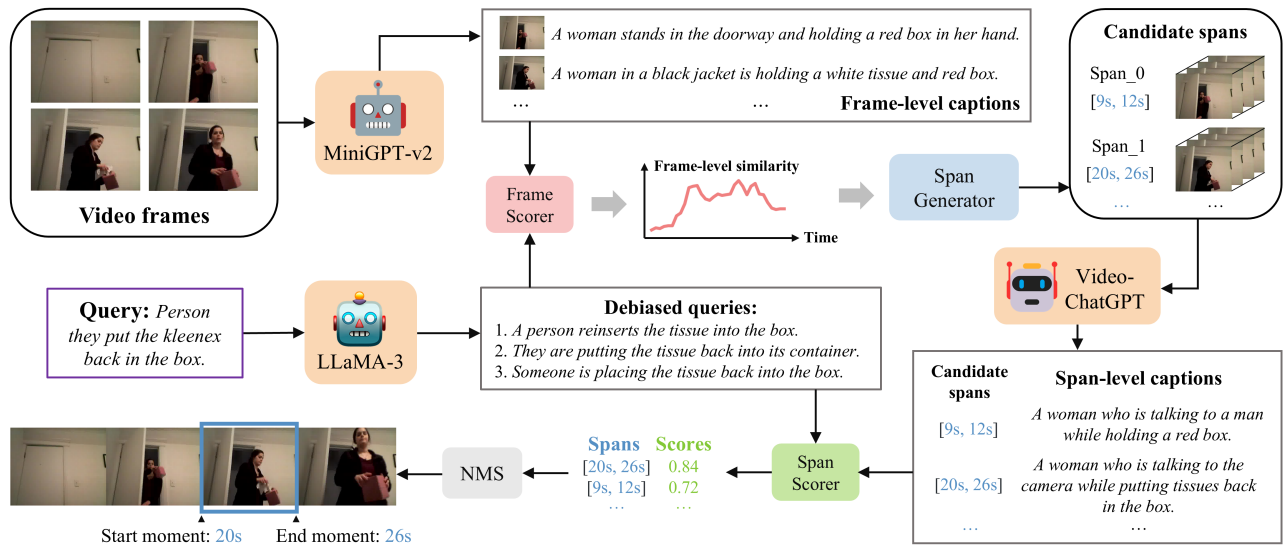 Video frames
MiniGPT-v2
A woman stands in the doorway and holding a red box in her hand.
A woman in a black jacket is holding a white tissue and red box.
... ...
Frame-level captions
Candidate spans
Span_0
[9s, 12s]
Span_1
[20s, 26s]
... ...
Frame
Scorer
Frame-level similarity
Time
Span
Generator
Query: Person
they put the kleenex
back in the box.
LLaMA-3
Debiased queries:
1. A person reinserts the tissue into the box.
2. They are putting the tissue back into its container.
3. Someone is placing the tissue back into the box.
Video-
ChatGPT
Candidate
spans
Span-level captions
[9s, 12s]
A woman who is talking to a man
while holding a red box.
[20s, 26s]
A woman who is talking to the
camera while putting tissues back
in the box.
... ...
Span
Scorer
Spans Scores
[20s, 26s] 0.84
[9s, 12s] 0.72
... ...
NMS
Start moment: 20s
End moment: 26s